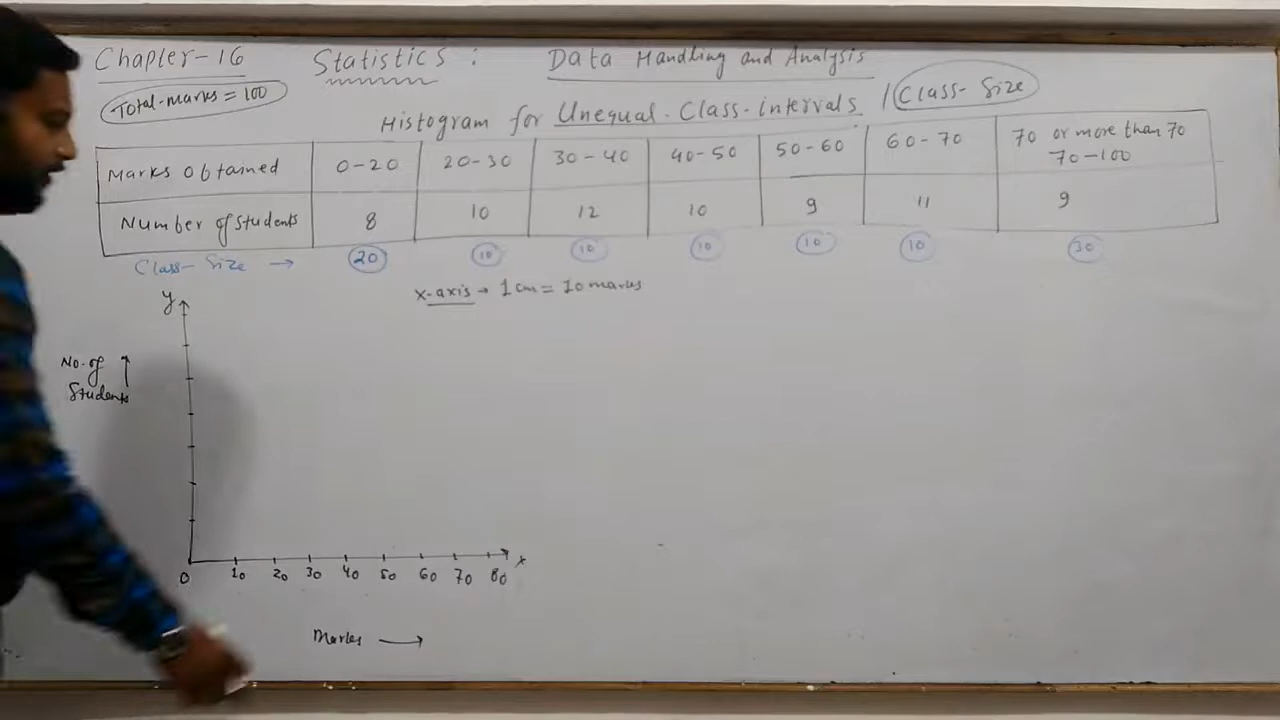 Chapter-16 Statistics : Data Handling and Analysis
Total-marks = 100
Histogram for Unequal Class-intervals / Class-Size
Marks Obtained 0-20 20-30 30-40 40-50 50-60 60-70 70 or more than 70
70-100
Number of students 8 10 12 10 9 11 9
Class-Size → 20 10 10 10 10 10 30
x-axis → 1 cm = 10 marks
y
No. of
Students
0 10 20 30 40 50 60 70 80 x
Marks →